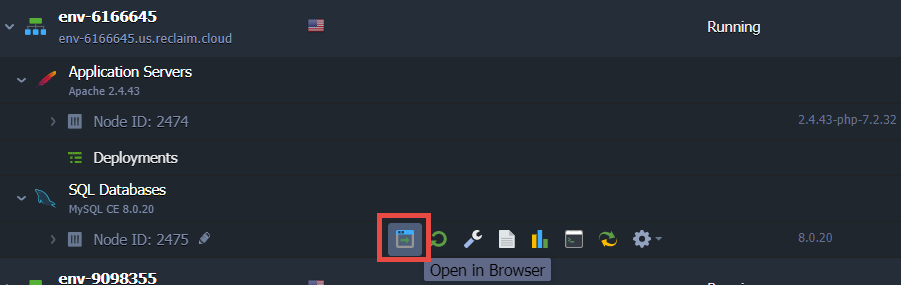 env-6166645
env-6166645.us.reclaim.cloud
Running
Application Servers
Apache 2.4.43
Node ID: 2474
2.4.43-php-7.2.32
Deployments
SQL Databases
MySQL CE 8.0.20
Node ID: 2475
8.0.20
Open in Browser
env-9098355
Running